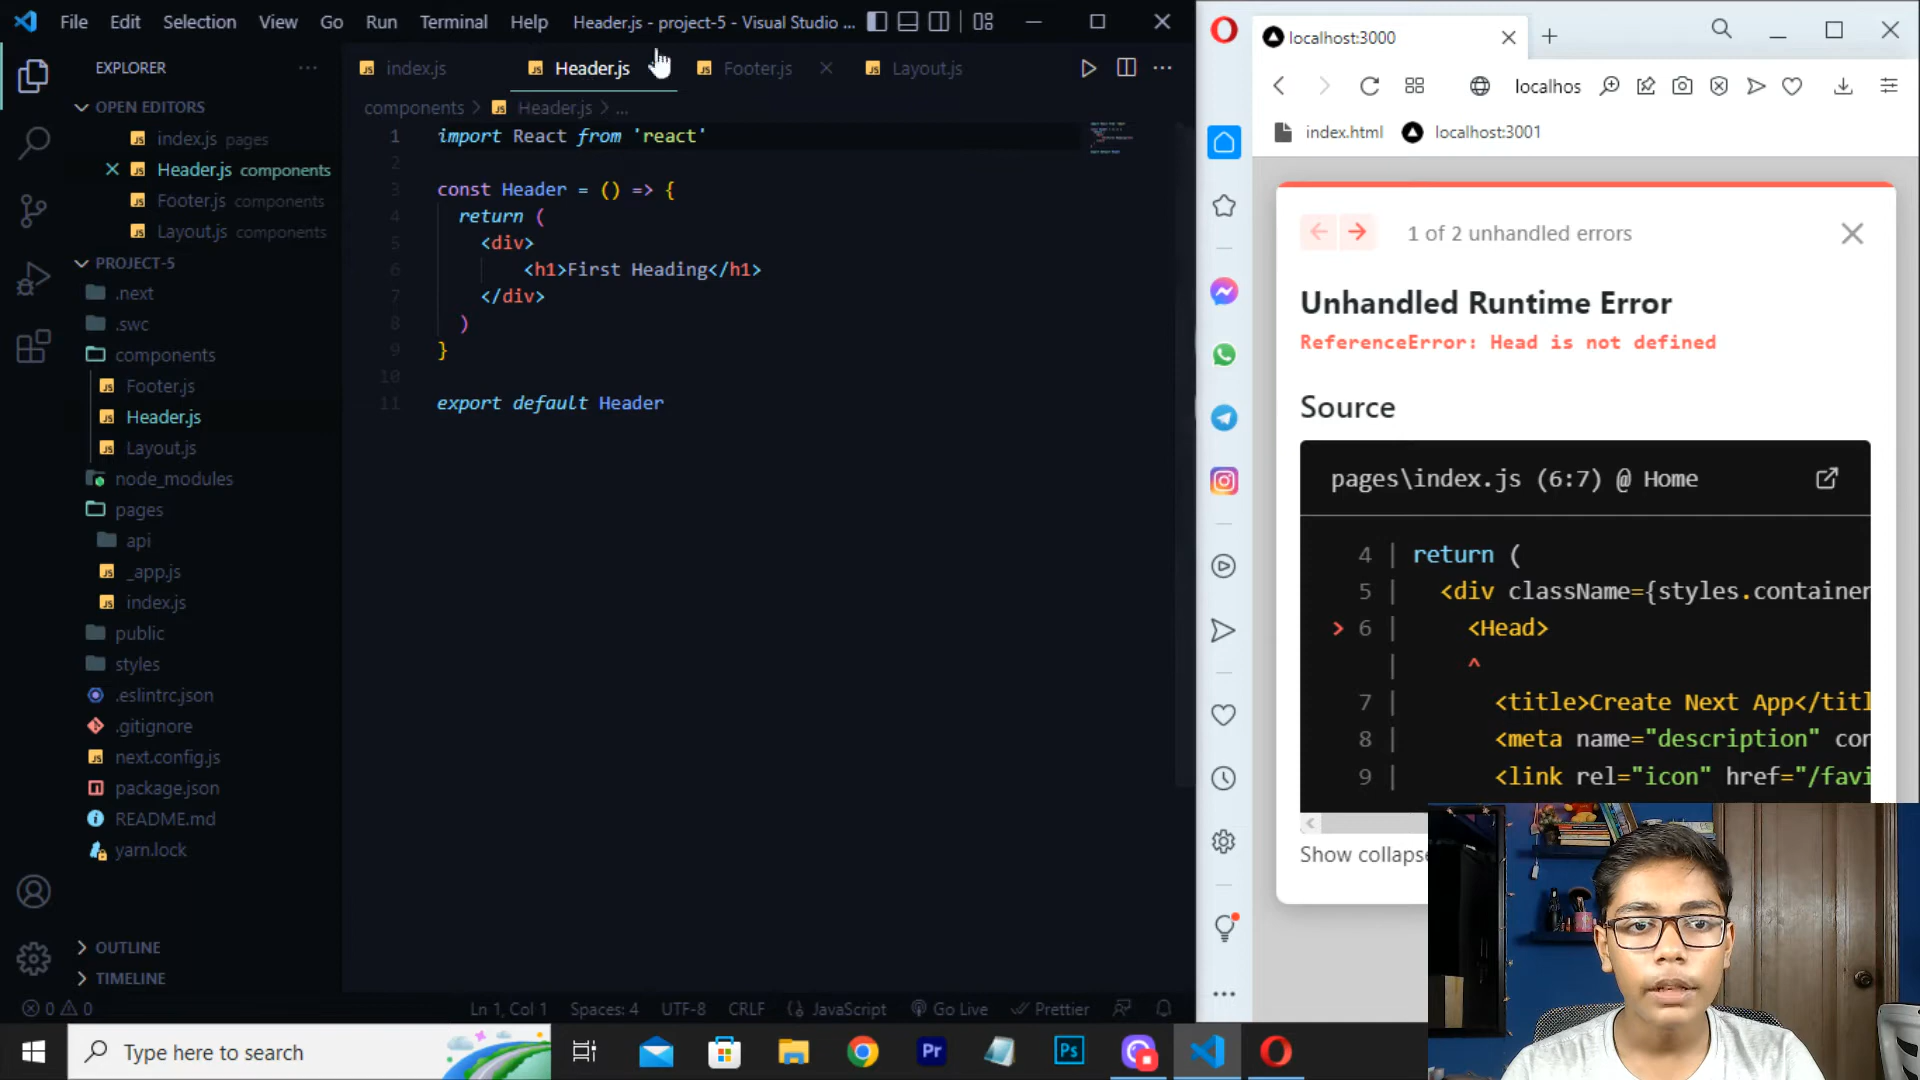 File Edit Selection View Go Run Terminal Help Header.js - project-5 - Visual Studio ...
EXPLORER
OPEN EDITORS
index.js pages
Header.js components
Footer.js components
Layout.js components
PROJECT-5
.next
.swc
components
Footer.js
Header.js
Layout.js
node_modules
pages
api
_app.js
index.js
public
styles
.eslintrc.json
.gitignore
next.config.js
package.json
README.md
yarn.lock
OUTLINE
TIMELINE
index.js Header.js Footer.js Layout.js
components > Header.js > ...
1 import React from 'react'
2
3 const Header = () => {
4 return (
5 <div>
6 <h1>First Heading</h1>
7 </div>
8 )
9 }
10
11 export default Header
0 0 Ln 1, Col 1 Spaces: 4 UTF-8 CRLF JavaScript Go Live Prettier
localhost:3000
localhos
index.html localhost:3001
1 of 2 unhandled errors
Unhandled Runtime Error
ReferenceError: Head is not defined
Source
pages\index.js (6:7) @ Home
4 | return (
5 | <div className={styles.container
> 6 | <Head>
| ^
7 | <title>Create Next App</titl
8 | <meta name="description" con
9 | <link rel="icon" href="/favi
Show collapse
Type here to search
Pr
Ps